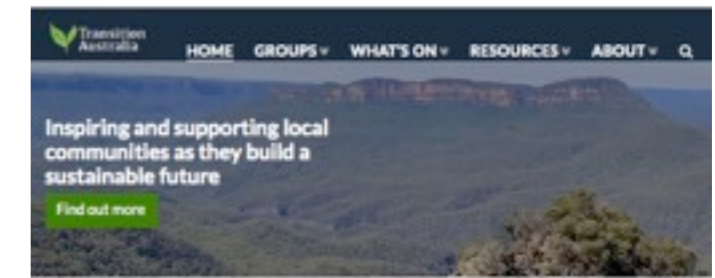 Transition
Australia
HOME GROUPS WHAT'S ON RESOURCES ABOUT
Inspiring and supporting local
communities as they build a
sustainable future
Find out more